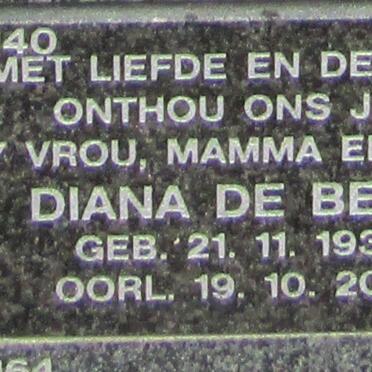 40
MET LIEFDE EN DE
ONTHOU ONS J
VROU, MAMMA E
DIANA DE BE
GEB. 21. 11. 193
OORL. 19. 10. 20